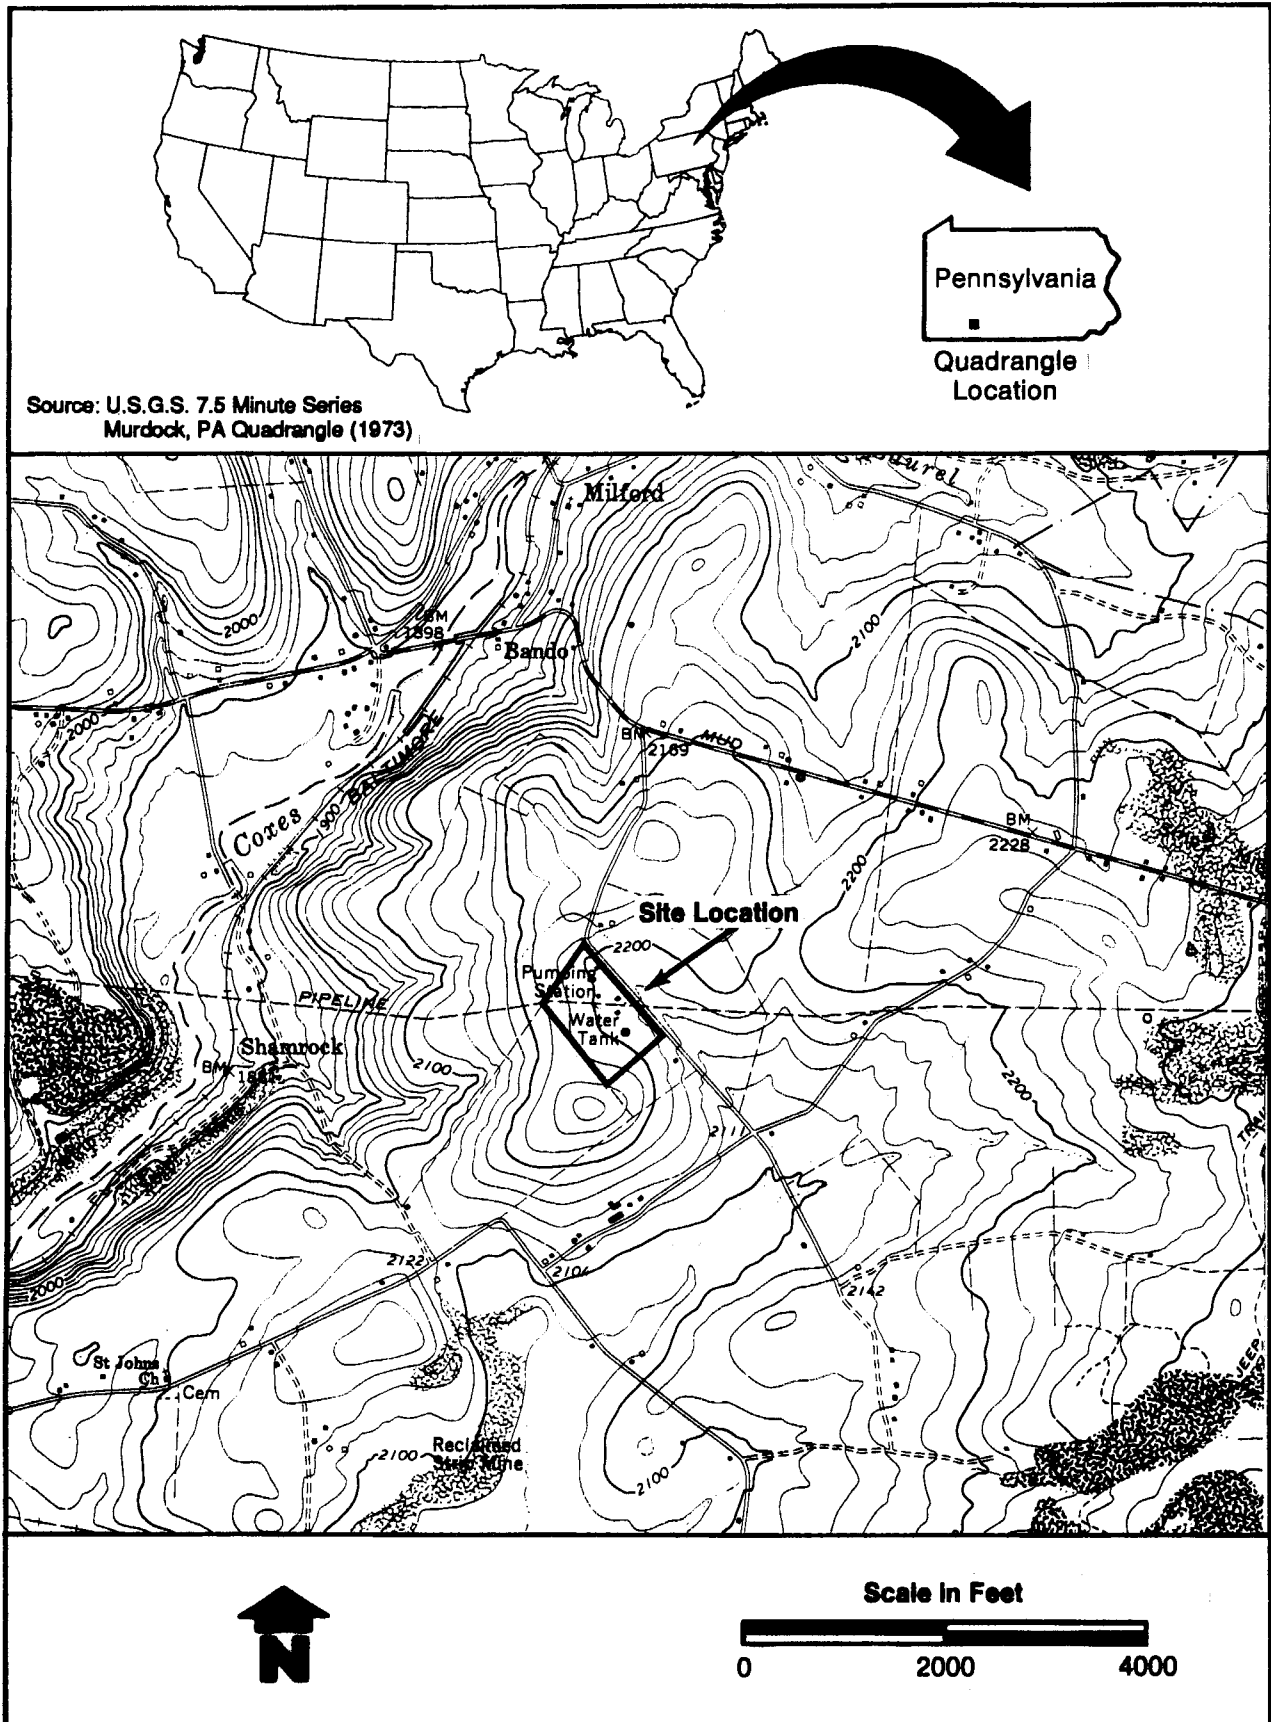 Pennsylvania
Quadrangle
Location
Source: U.S.G.S. 7.5 Minute Series
Murdock, PA Quadrangle (1973)
Laurel
Milford
2000
BM
1898
Bando
2100
2000
BALTIMORE
BM
2189
MUD
1900
Coxes
BM
2228
2200
Site Location
2200
Pumping
Station
PIPELINE
Water
Tank
Shamrock
BM
2100
2200
TRAIL
2111
2122
2104
2000
2142
St Johns
Ch
Cem
JEEP
Reclaimed
Strip Mine
2100
2100
Scale in Feet
N
0 2000 4000